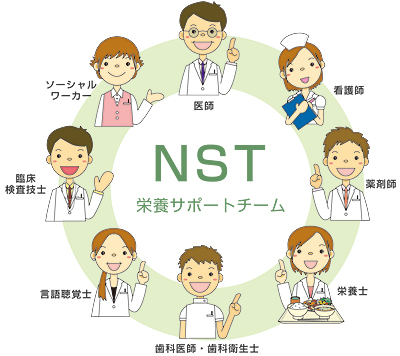 医師
看護師
薬剤師
栄養士
歯科医師・歯科衛生士
言語聴覚士
臨床
検査技士
ソーシャル
ワーカー
NST
栄養サポートチーム